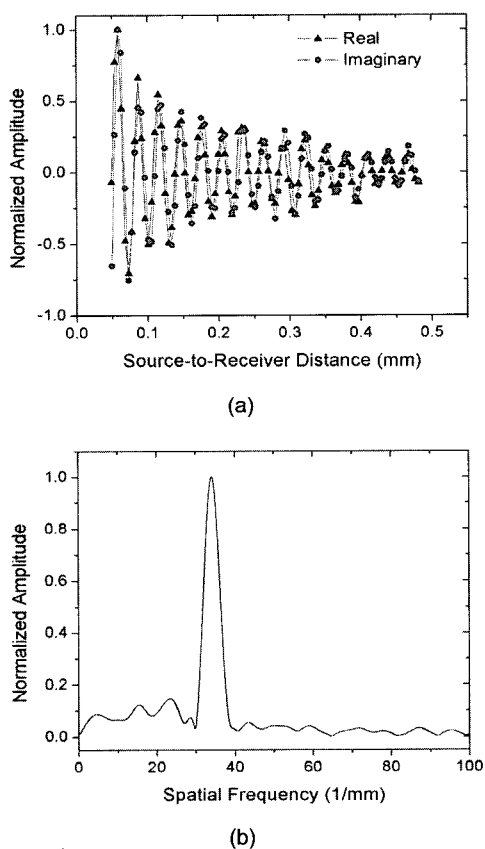 Real
Imaginary
1.0
0.5
0.0
-0.5
-1.0
Normalized Amplitude
0.0 0.1 0.2 0.3 0.4 0.5
Source-to-Receiver Distance (mm)
(a)
1.0
0.8
0.6
0.4
0.2
0.0
Normalized Amplitude
0 20 40 60 80 100
Spatial Frequency (1/mm)
(b)